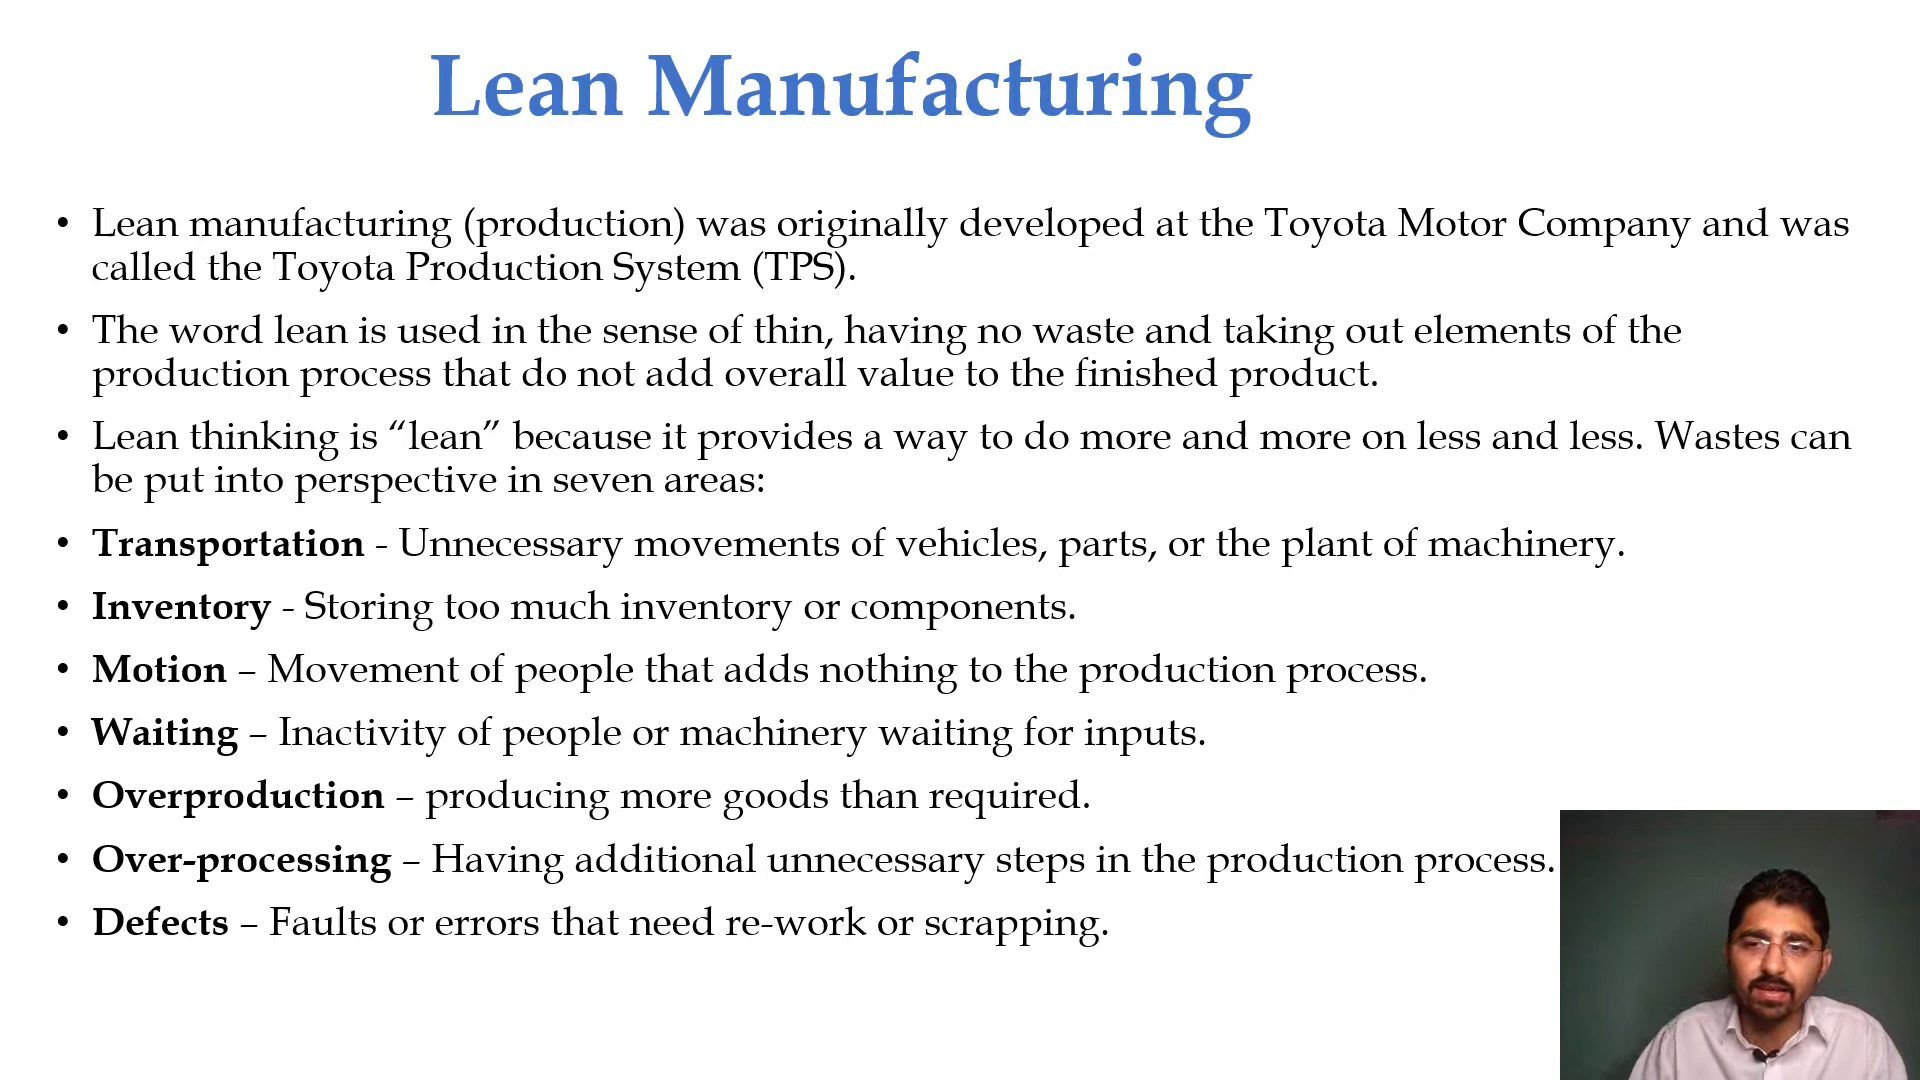 Lean Manufacturing
• Lean manufacturing (production) was originally developed at the Toyota Motor Company and was
called the Toyota Production System (TPS).
• The word lean is used in the sense of thin, having no waste and taking out elements of the
production process that do not add overall value to the finished product.
• Lean thinking is “lean” because it provides a way to do more and more on less and less. Wastes can
be put into perspective in seven areas:
• Transportation - Unnecessary movements of vehicles, parts, or the plant of machinery.
• Inventory - Storing too much inventory or components.
• Motion – Movement of people that adds nothing to the production process.
• Waiting – Inactivity of people or machinery waiting for inputs.
• Overproduction – producing more goods than required.
• Over-processing – Having additional unnecessary steps in the production process.
• Defects – Faults or errors that need re-work or scrapping.